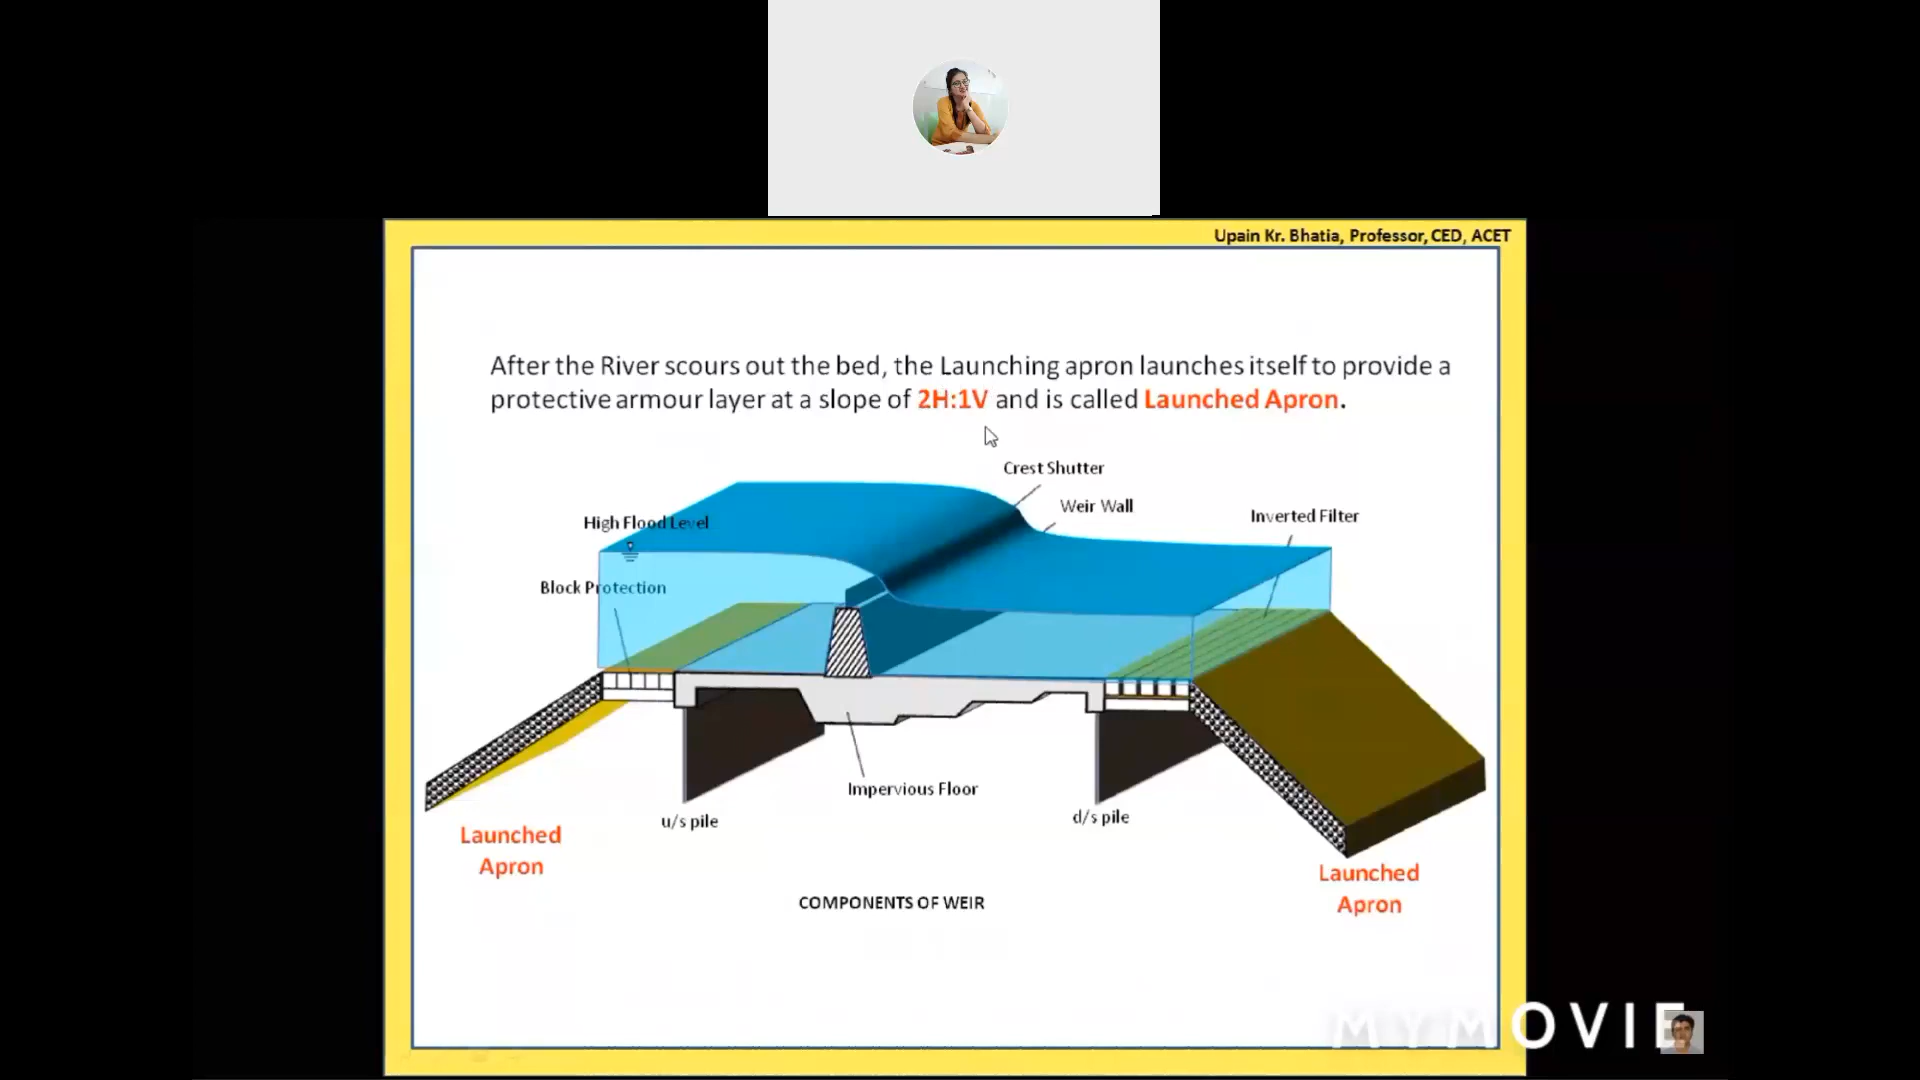 Upain Kr. Bhatia, Professor, CED, ACET
After the River scours out the bed, the Launching apron launches itself to provide a
protective armour layer at a slope of 2H:1V and is called Launched Apron.
Crest Shutter
Weir Wall
Inverted Filter
High Flood Level
Block Protection
Impervious Floor
u/s pile
d/s pile
Launched
Apron
Launched
Apron
COMPONENTS OF WEIR
MYMOVIE